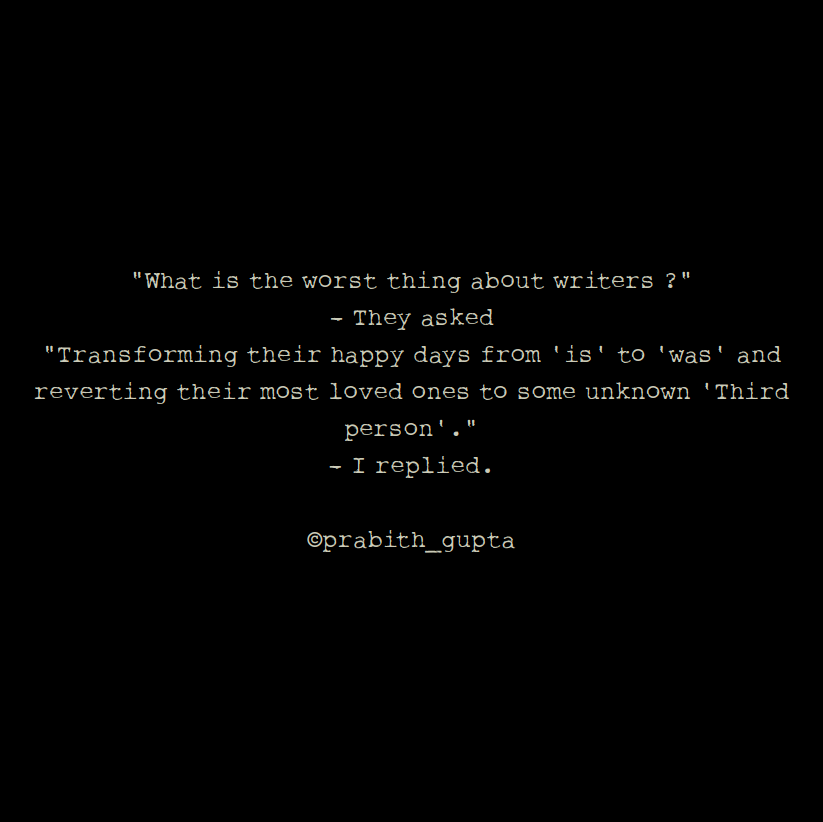 "What is the worst thing about writers ?"
- They asked
"Transforming their happy days from 'is' to 'was' and
reverting their most loved ones to some unknown 'Third
person'."
- I replied.
©prabith_gupta